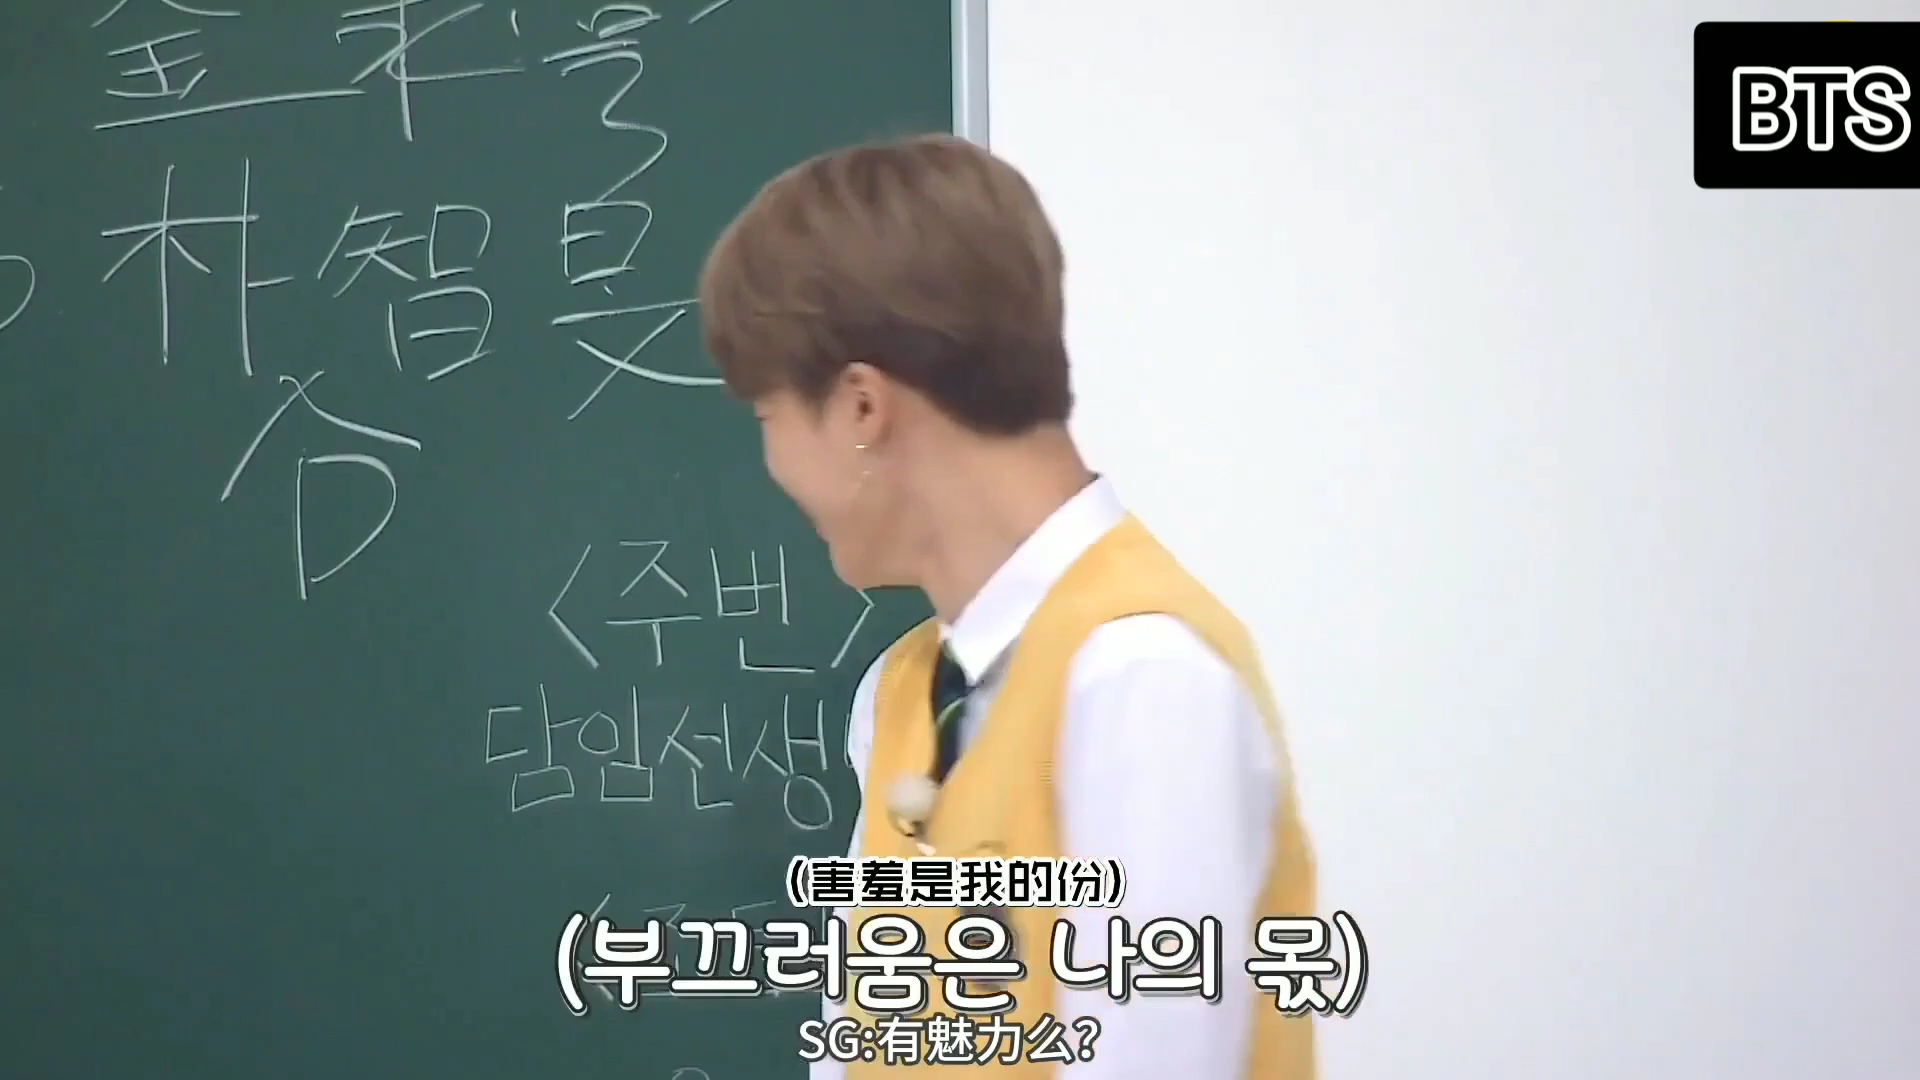 BTS
朴智旻
<주번>
담임선생
(害羞是我的份)
(부끄러움은 나의 몫)
SG:有魅力么?